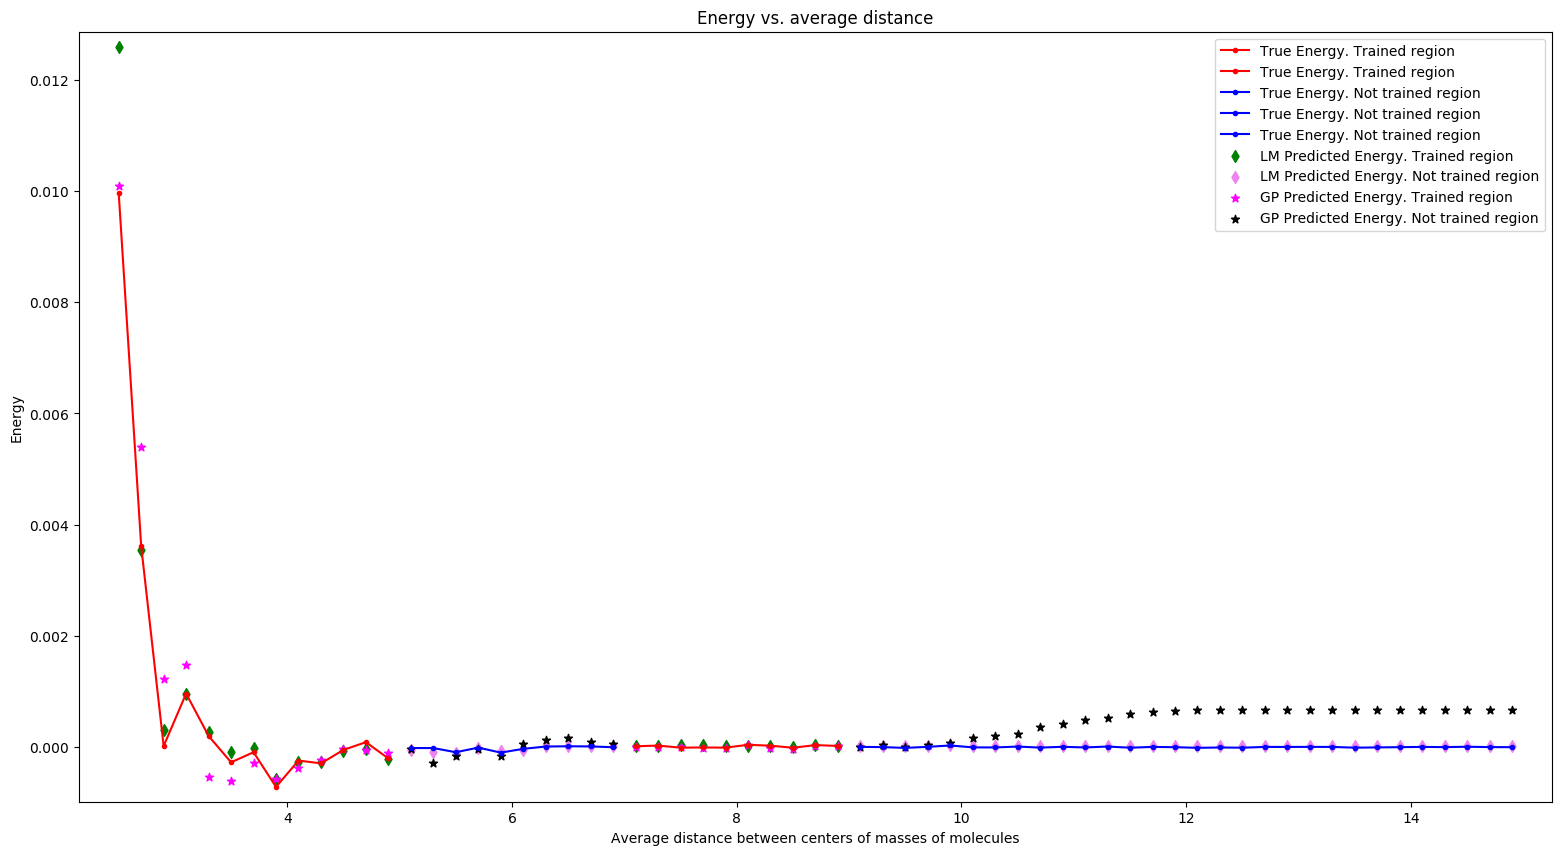 Energy vs. average distance
True Energy. Trained region
True Energy. Trained region
True Energy. Not trained region
True Energy. Not trained region
True Energy. Not trained region
LM Predicted Energy. Trained region
LM Predicted Energy. Not trained region
GP Predicted Energy. Trained region
GP Predicted Energy. Not trained region
0.012
0.010
0.008
0.006
0.004
0.002
0.000
Energy
4 6 8 10 12 14
Average distance between centers of masses of molecules